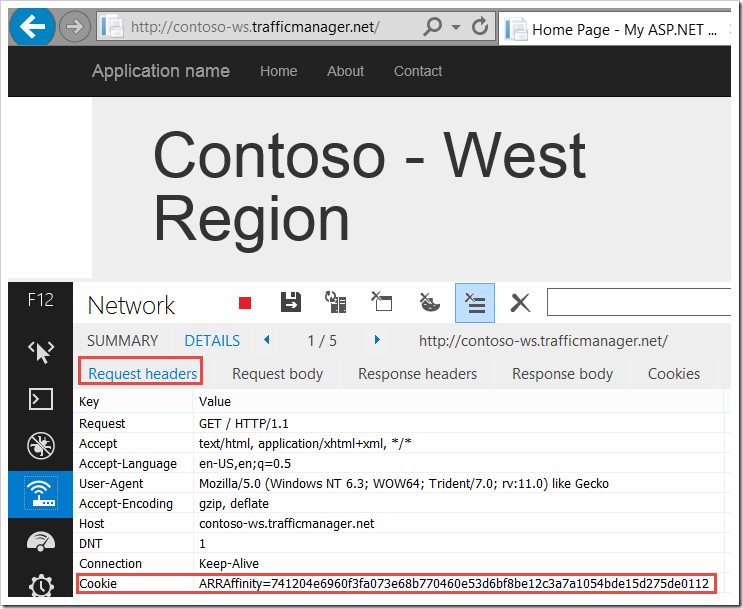 http://contoso-ws.trafficmanager.net/
Home Page - My ASP.NET ...
Application name Home About Contact
Contoso - West
Region
F12 Network
SUMMARY DETAILS 1 / 5 http://contoso-ws.trafficmanager.net/
Request headers Request body Response headers Response body Cookies
Key Value
Request GET / HTTP/1.1
Accept text/html, application/xhtml+xml, */*
Accept-Language en-US,en;q=0.5
User-Agent Mozilla/5.0 (Windows NT 6.3; WOW64; Trident/7.0; rv:11.0) like Gecko
Accept-Encoding gzip, deflate
Host contoso-ws.trafficmanager.net
DNT 1
Connection Keep-Alive
Cookie ARRAffinity=741204e6960f3fa073e68b770460e53d6bf8be12c3a7a1054bde15d275de0112